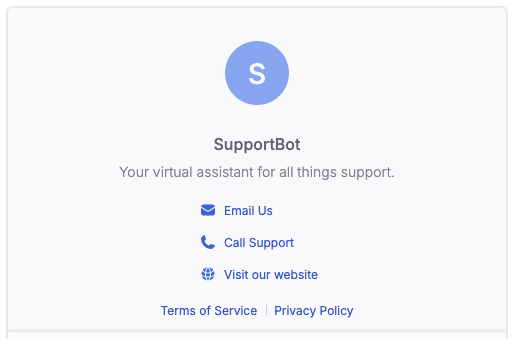 S
SupportBot
Your virtual assistant for all things support.
Email Us
Call Support
Visit our website
Terms of Service | Privacy Policy